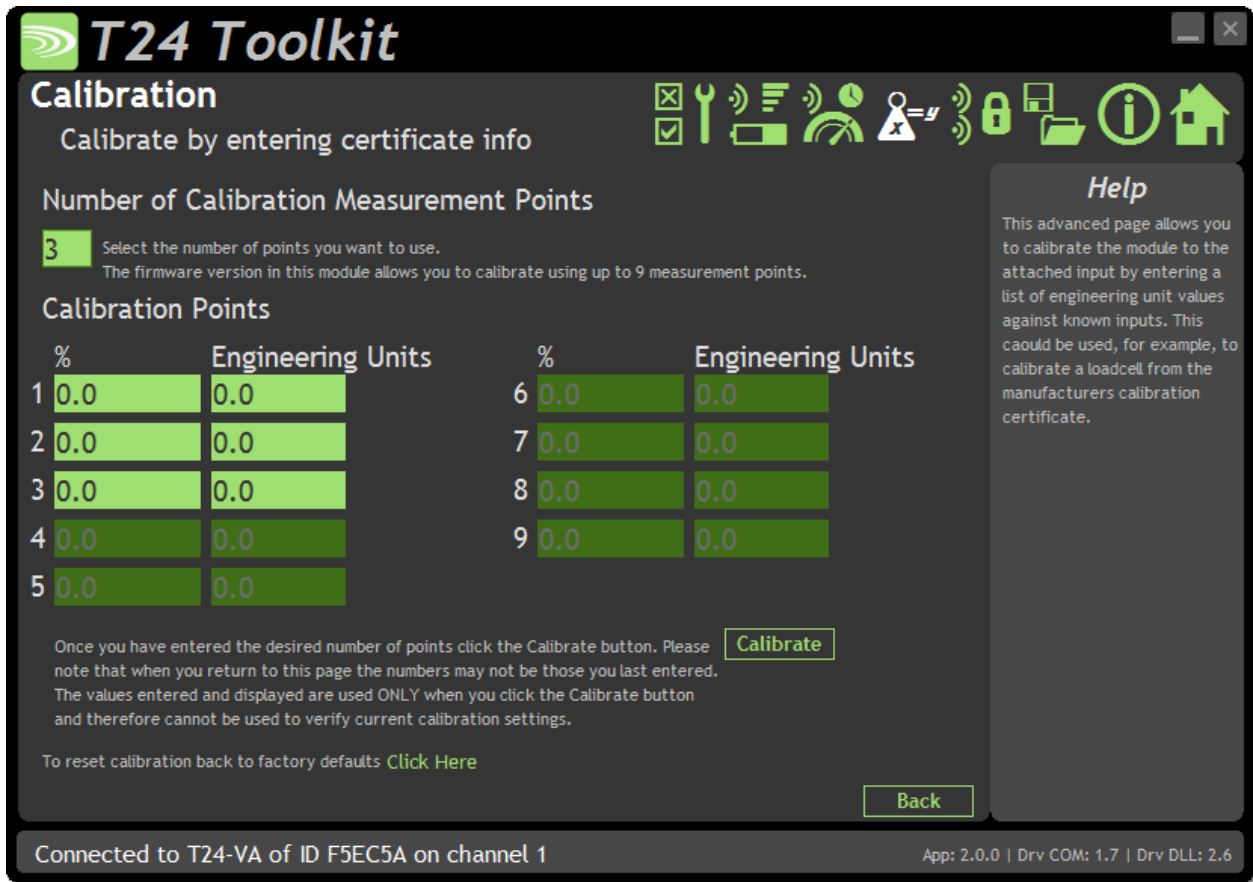 T24 Toolkit
Calibration
Calibrate by entering certificate info
x=y
Number of Calibration Measurement Points
3
Select the number of points you want to use.
The firmware version in this module allows you to calibrate using up to 9 measurement points.
Calibration Points
% Engineering Units % Engineering Units
1 0.0 0.0 6 0.0 0.0
2 0.0 0.0 7 0.0 0.0
3 0.0 0.0 8 0.0 0.0
4 0.0 0.0 9 0.0 0.0
5 0.0 0.0
Once you have entered the desired number of points click the Calibrate button. Please
note that when you return to this page the numbers may not be those you last entered.
The values entered and displayed are used ONLY when you click the Calibrate button
and therefore cannot be used to verify current calibration settings.
Calibrate
To reset calibration back to factory defaults Click Here
Back
Help
This advanced page allows you
to calibrate the module to the
attached input by entering a
list of engineering unit values
against known inputs. This
caould be used, for example, to
calibrate a loadcell from the
manufacturers calibration
certificate.
Connected to T24-VA of ID F5EC5A on channel 1
App: 2.0.0 | Drv COM: 1.7 | Drv DLL: 2.6